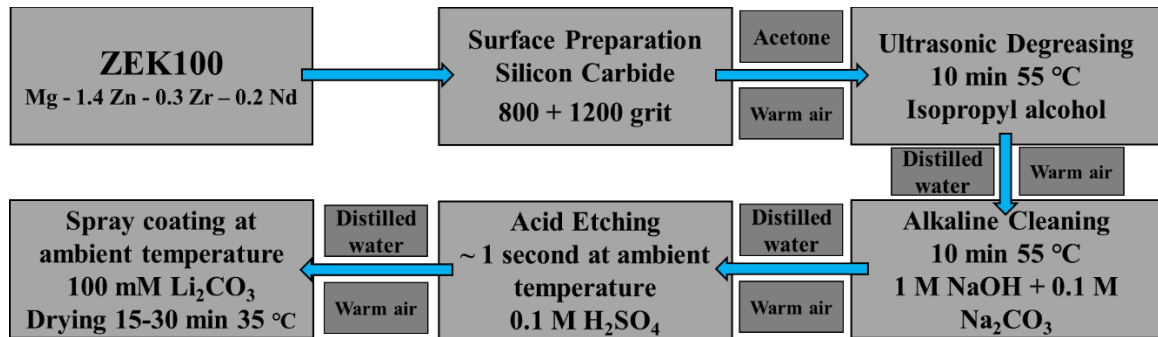 ZEK100
Mg - 1.4 Zn - 0.3 Zr – 0.2 Nd
Surface Preparation
Silicon Carbide
800 + 1200 grit
Acetone
Warm air
Ultrasonic Degreasing
10 min 55 °C
Isopropyl alcohol
Distilled
water
Warm air
Alkaline Cleaning
10 min 55 °C
1 M NaOH + 0.1 M
Na₂CO₃
Distilled
water
Warm air
Acid Etching
~ 1 second at ambient
temperature
0.1 M H₂SO₄
Distilled
water
Warm air
Spray coating at
ambient temperature
100 mM Li₂CO₃
Drying 15-30 min 35 °C